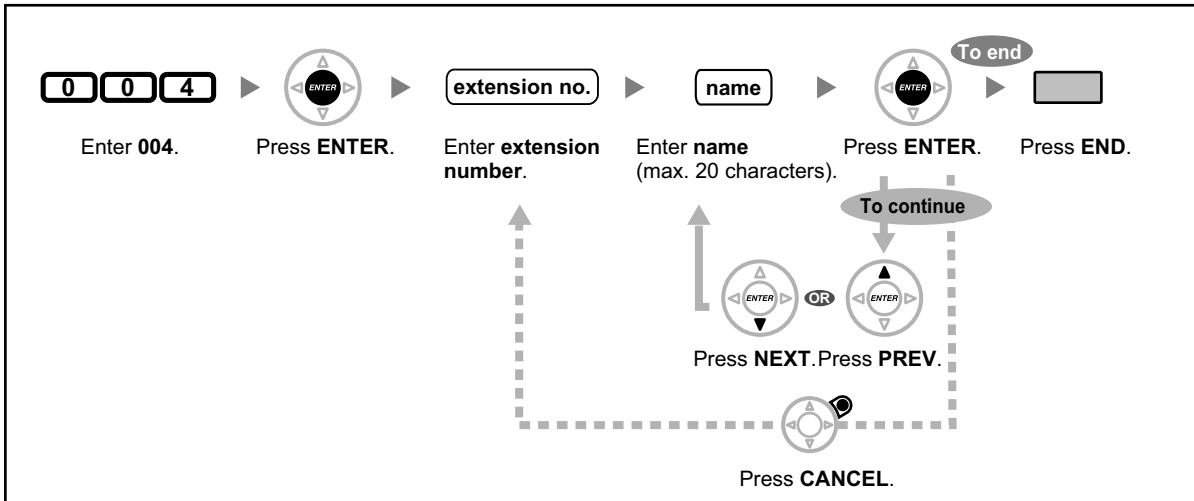 To end
0 0 4
ENTER
extension no.
name
ENTER
Enter 004.
Press ENTER.
Enter extension
number.
Enter name
(max. 20 characters).
Press ENTER.
Press END.
To continue
ENTER
OR
ENTER
Press NEXT.
Press PREV.
Press CANCEL.